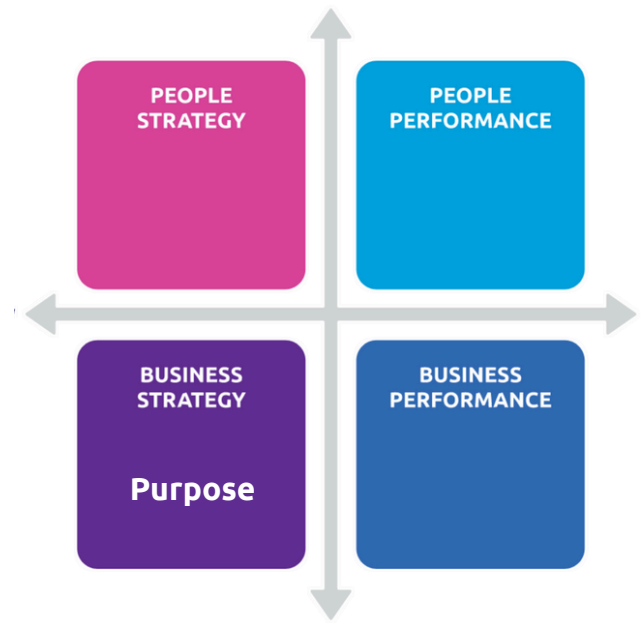 PEOPLE
STRATEGY
PEOPLE
PERFORMANCE
BUSINESS
STRATEGY
Purpose
BUSINESS
PERFORMANCE